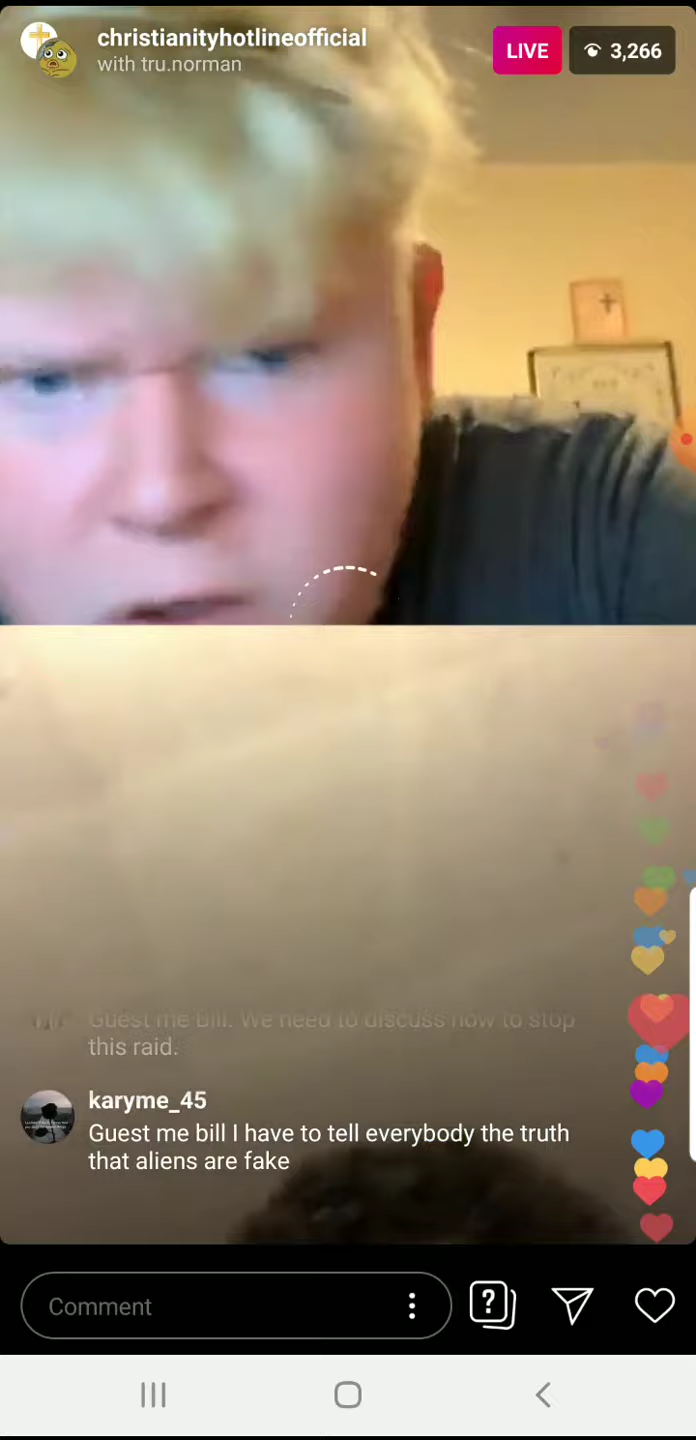 christianityhotlineofficial
with tru.norman
LIVE
3,266
Guest me Bill. We need to discuss how to stop
this raid.
karyme_45
Guest me bill I have to tell everybody the truth
that aliens are fake
Comment